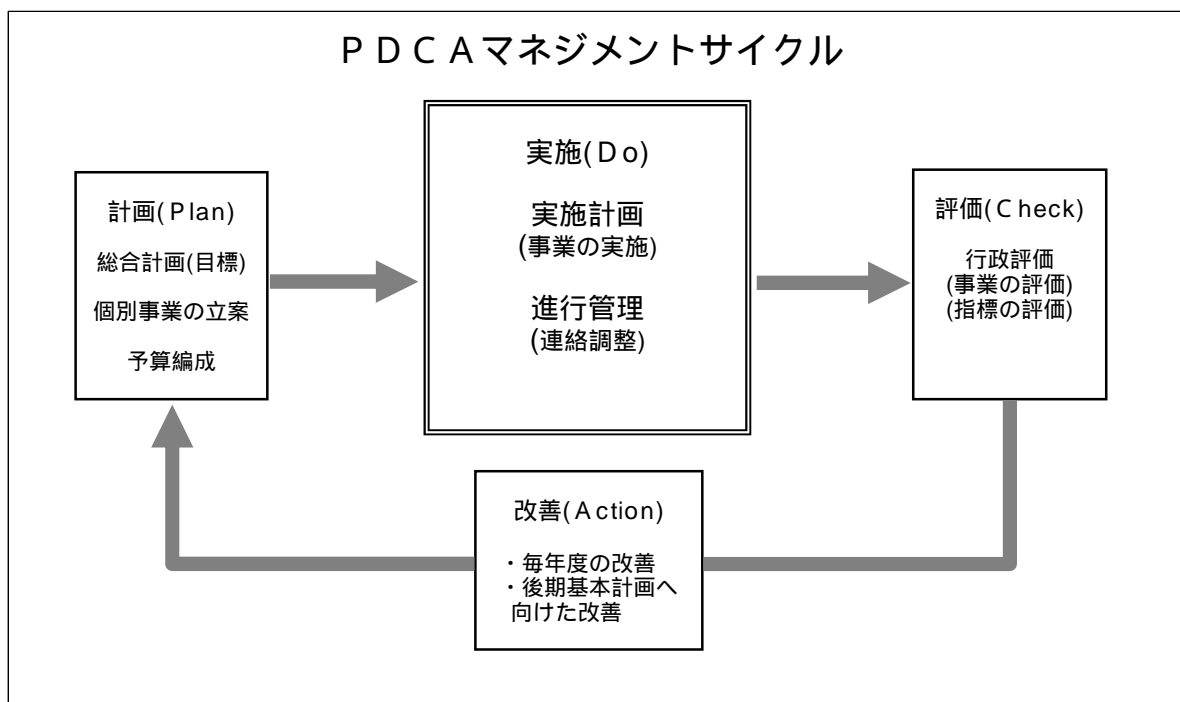 ＰＤＣＡマネジメントサイクル
計画(Plan)
総合計画(目標)
個別事業の立案
予算編成
実施(Do)
実施計画
(事業の実施)
進行管理
(連絡調整)
評価(Check)
行政評価
(事業の評価)
(指標の評価)
改善(Action)
・毎年度の改善
・後期基本計画へ
向けた改善